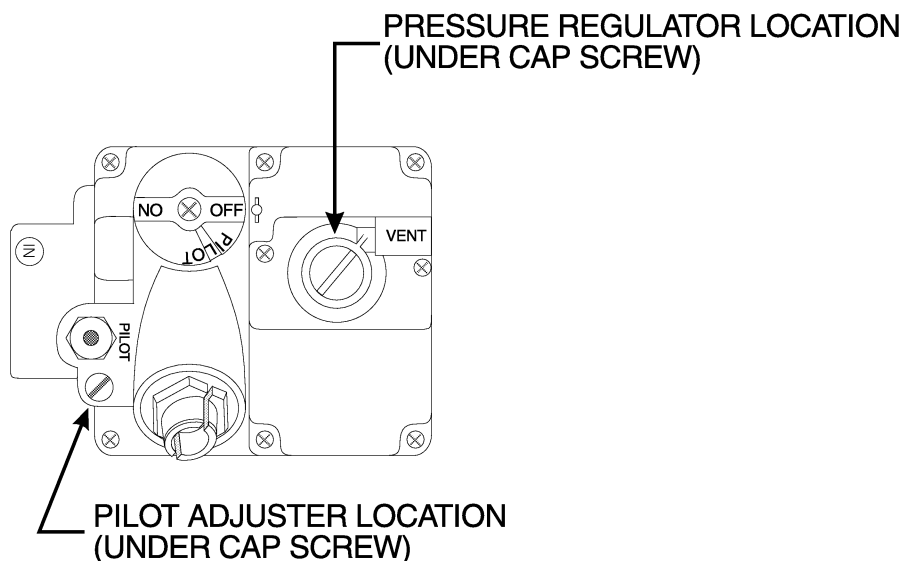 PRESSURE REGULATOR LOCATION
(UNDER CAP SCREW)
NO OFF
PILOT
VENT
IN
PILOT
PILOT ADJUSTER LOCATION
(UNDER CAP SCREW)